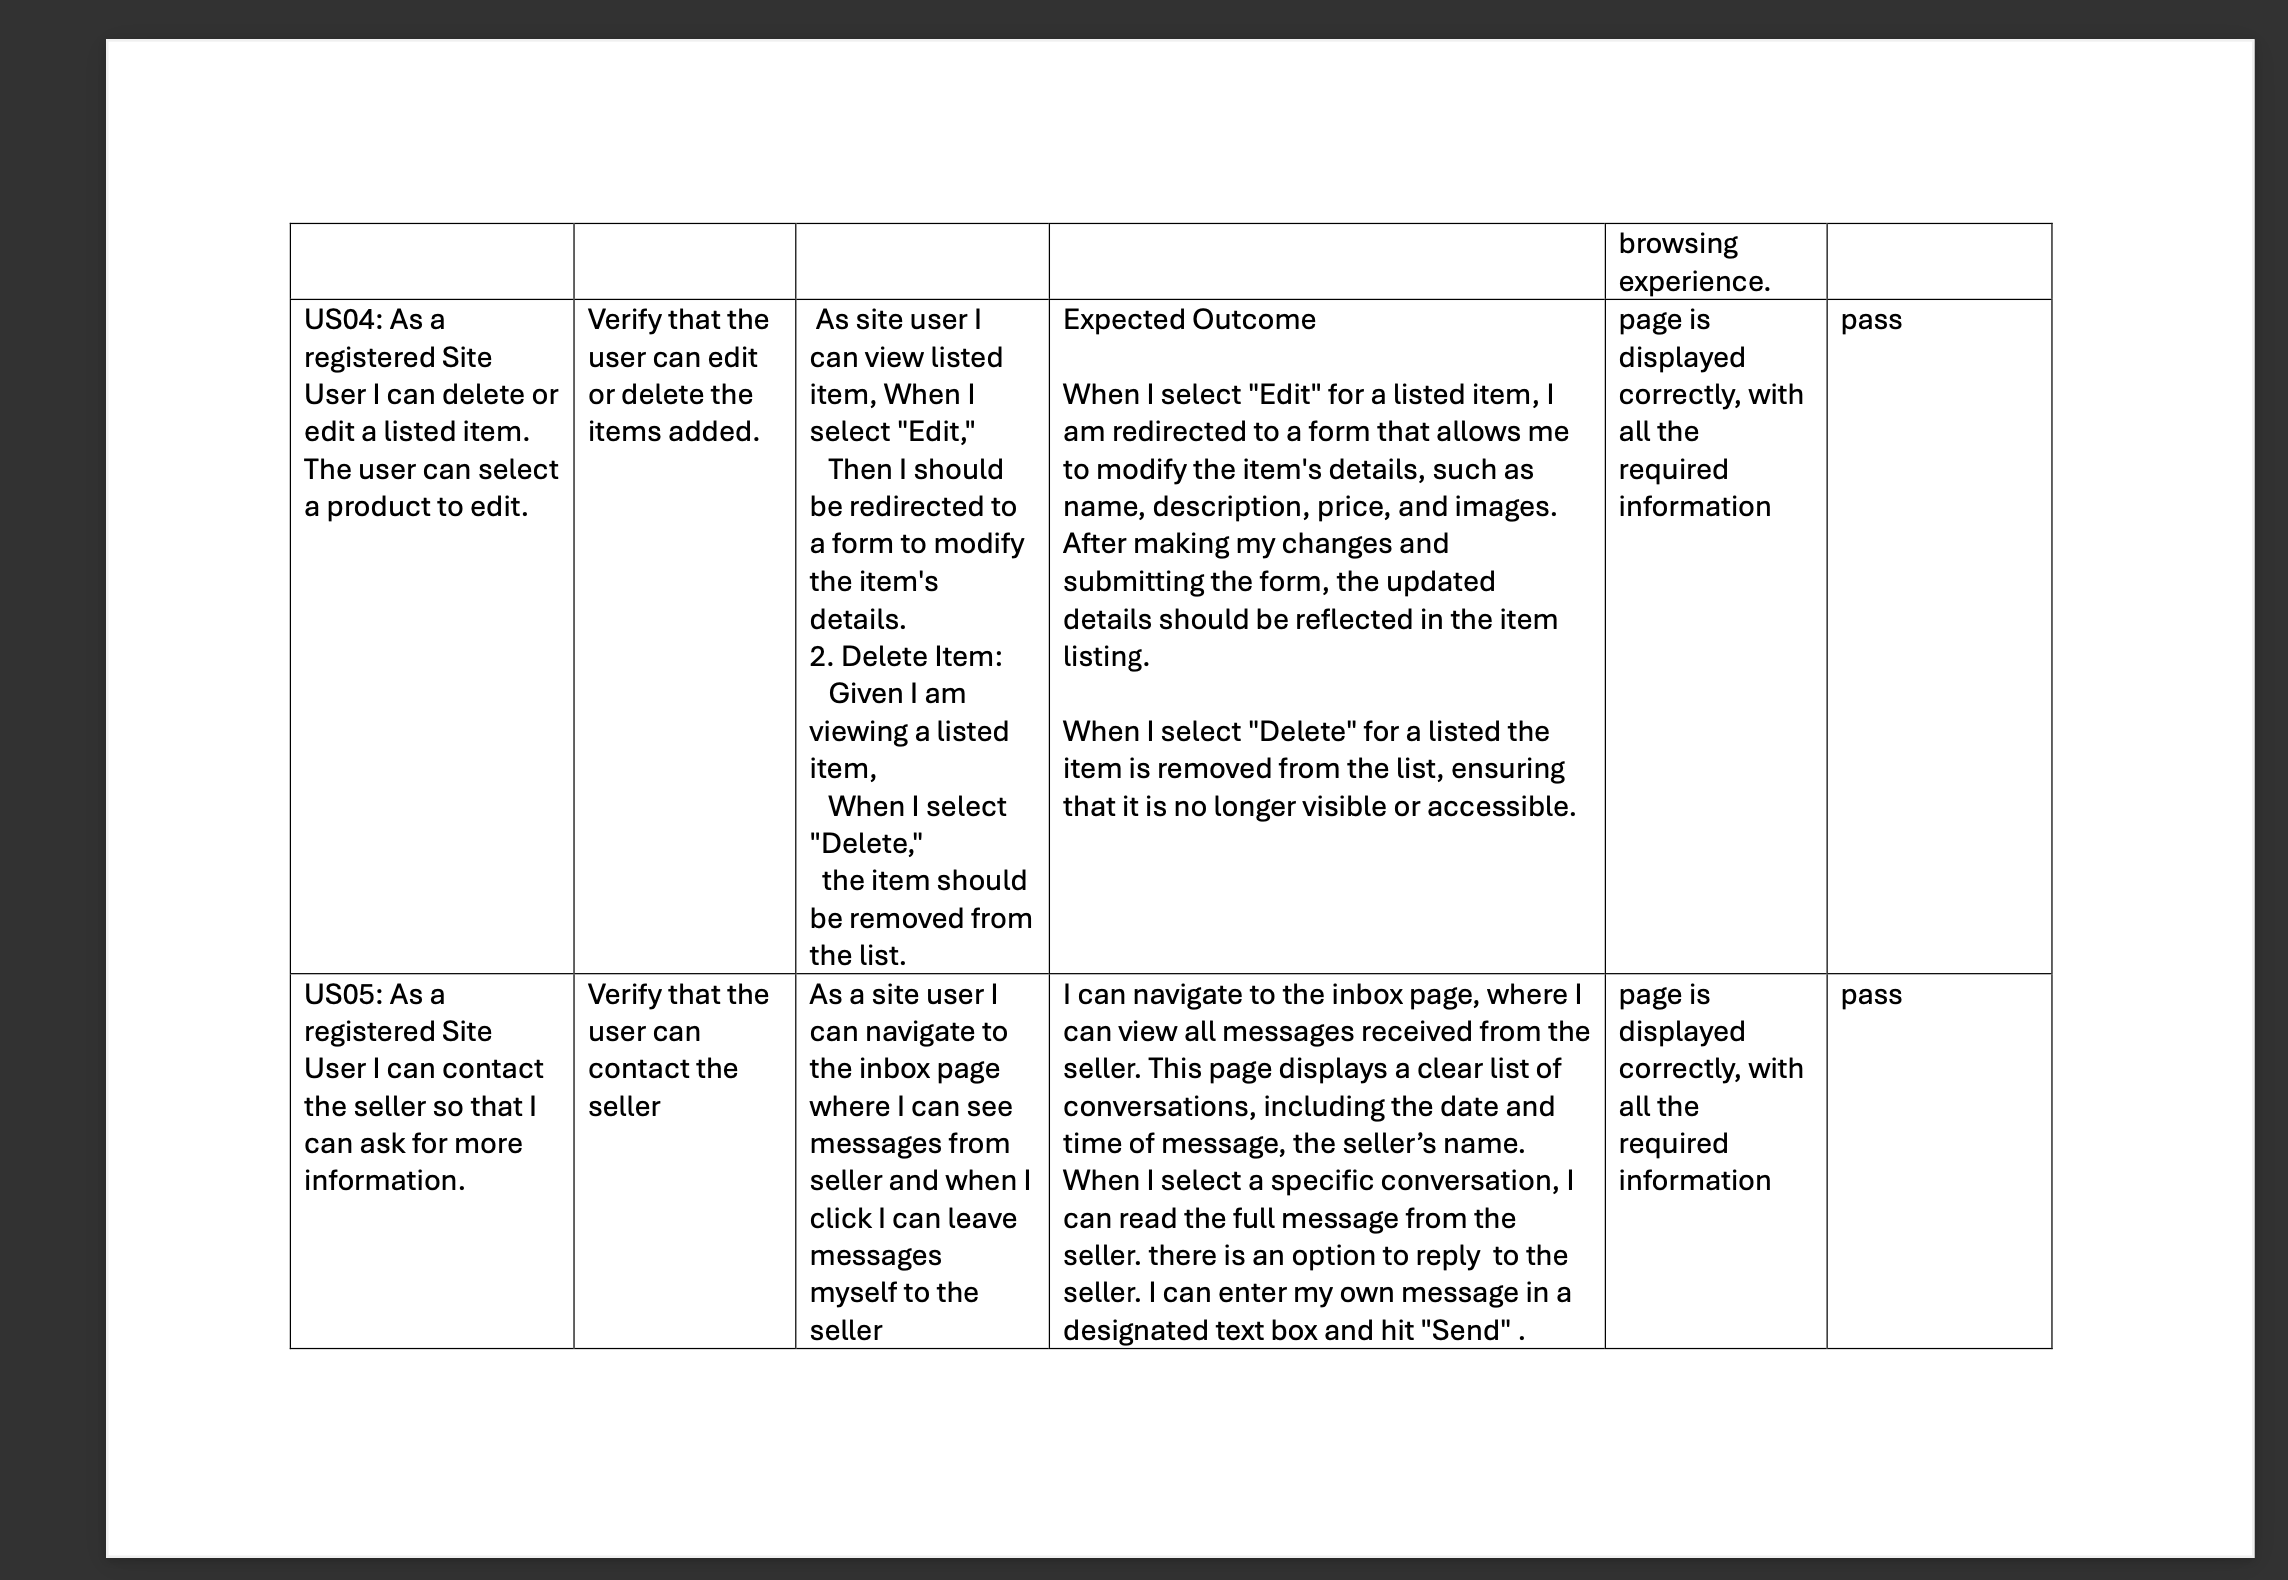 browsing
experience.
US04: As a
registered Site
User I can delete or
edit a listed item.
The user can select
a product to edit.
Verify that the
user can edit
or delete the
items added.
As site user I
can view listed
item, When I
select "Edit,"
Then I should
be redirected to
a form to modify
the item's
details.
2. Delete Item:
Given I am
viewing a listed
item,
When I select
"Delete,"
the item should
be removed from
the list.
Expected Outcome
When I select "Edit" for a listed item, I
am redirected to a form that allows me
to modify the item's details, such as
name, description, price, and images.
After making my changes and
submitting the form, the updated
details should be reflected in the item
listing.
When I select "Delete" for a listed the
item is removed from the list, ensuring
that it is no longer visible or accessible.
page is
displayed
correctly, with
all the
required
information
pass
US05: As a
registered Site
User I can contact
the seller so that I
can ask for more
information.
Verify that the
user can
contact the
seller
As a site user I
can navigate to
the inbox page
where I can see
messages from
seller and when I
click I can leave
messages
myself to the
seller
I can navigate to the inbox page, where I
can view all messages received from the
seller. This page displays a clear list of
conversations, including the date and
time of message, the seller’s name.
When I select a specific conversation, I
can read the full message from the
seller. there is an option to reply  to the
seller. I can enter my own message in a
designated text box and hit "Send" .
page is
displayed
correctly, with
all the
required
information
pass